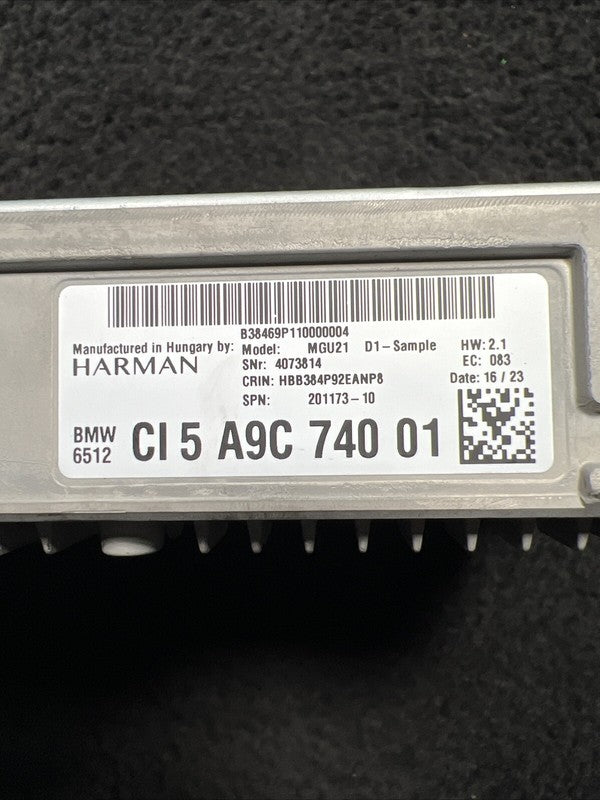 B38469P110000004
Manufactured in Hungary by:
HARMAN
Model: MGU21 D1-Sample
SNr: 4073814
CRIN: HBB384P92EANP8
SPN: 201173-10
HW: 2.1
EC: 083
Date: 16 / 23
BMW
6512
CI 5 A9C 740 01